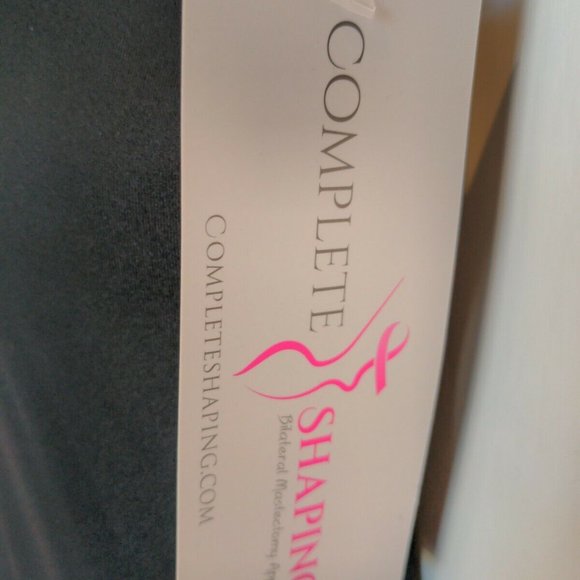 COMPLETE
SHAPING
Bilateral Mastectomy
COMPLETESHAPING.COM